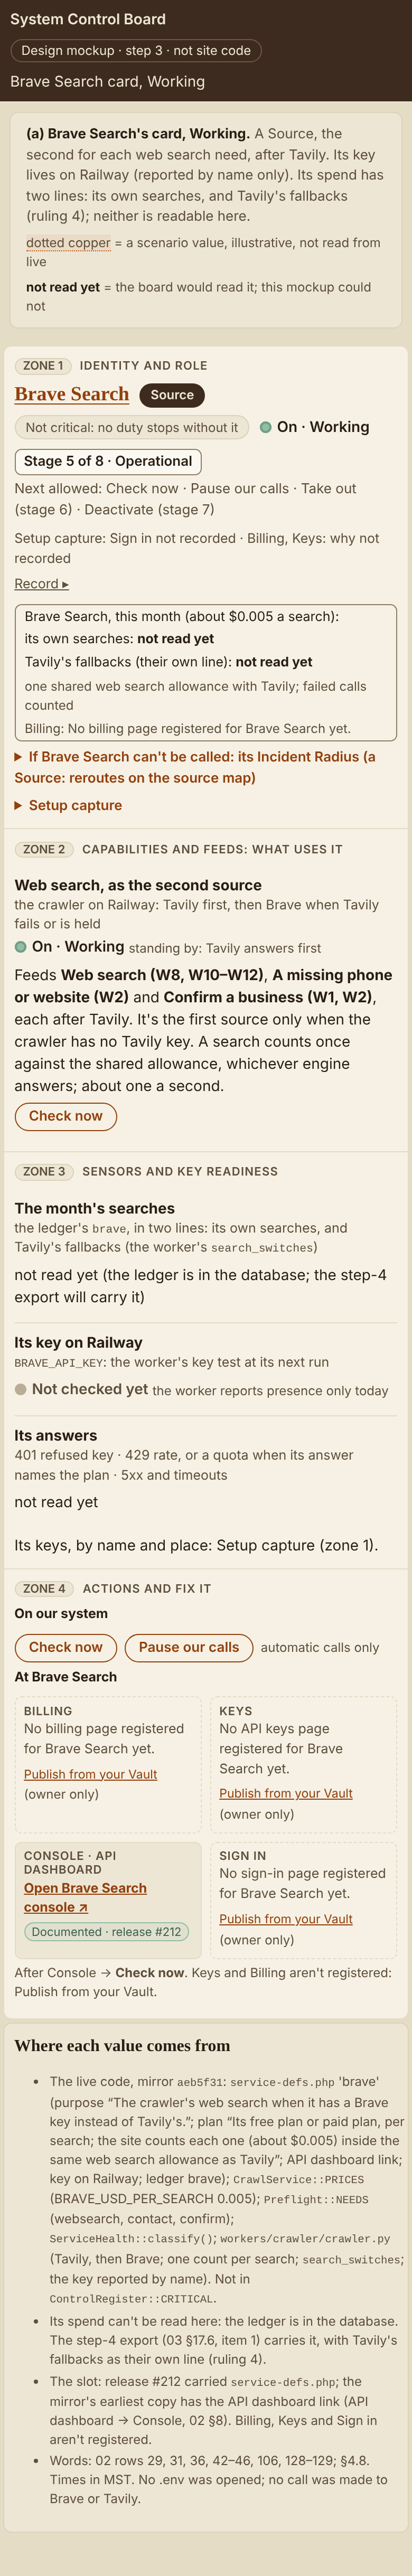 System Control Board
Design mockup · step 3 · not site code
Brave Search card, Working
(a) Brave Search's card, Working. A Source, the
second for each web search need, after Tavily. Its key
lives on Railway (reported by name only). Its spend has
two lines: its own searches, and Tavily's fallbacks
(ruling 4); neither is readable here.
dotted copper = a scenario value, illustrative, not read from
live
not read yet = the board would read it; this mockup could
not
ZONE 1 IDENTITY AND ROLE
Brave Search Source
Not critical: no duty stops without it On · Working
Stage 5 of 8 · Operational
Next allowed: Check now · Pause our calls · Take out
(stage 6) · Deactivate (stage 7)
Setup capture: Sign in not recorded · Billing, Keys: why not
recorded
Record ▸
Brave Search, this month (about $0.005 a search):
its own searches: not read yet
Tavily's fallbacks (their own line): not read yet
one shared web search allowance with Tavily; failed calls
counted
Billing: No billing page registered for Brave Search yet.
▶ If Brave Search can't be called: its Incident Radius (a
Source: reroutes on the source map)
▶ Setup capture
ZONE 2 CAPABILITIES AND FEEDS: WHAT USES IT
Web search, as the second source
the crawler on Railway: Tavily first, then Brave when Tavily
fails or is held
On · Working standing by: Tavily answers first
Feeds Web search (W8, W10–W12), A missing phone
or website (W2) and Confirm a business (W1, W2),
each after Tavily. It's the first source only when the
crawler has no Tavily key. A search counts once
against the shared allowance, whichever engine
answers; about one a second.
Check now
ZONE 3 SENSORS AND KEY READINESS
The month's searches
the ledger's brave, in two lines: its own searches, and
Tavily's fallbacks (the worker's search_switches)
not read yet (the ledger is in the database; the step-4
export will carry it)
Its key on Railway
BRAVE_API_KEY: the worker's key test at its next run
Not checked yet the worker reports presence only today
Its answers
401 refused key · 429 rate, or a quota when its answer
names the plan · 5xx and timeouts
not read yet
Its keys, by name and place: Setup capture (zone 1).
ZONE 4 ACTIONS AND FIX IT
On our system
Check now Pause our calls automatic calls only
At Brave Search
BILLING
No billing page registered
for Brave Search yet.
Publish from your Vault
(owner only)
KEYS
No API keys page
registered for Brave
Search yet.
Publish from your Vault
(owner only)
CONSOLE · API
DASHBOARD
Open Brave Search
console ↗
Documented · release #212
SIGN IN
No sign-in page registered
for Brave Search yet.
Publish from your Vault
(owner only)
After Console → Check now. Keys and Billing aren't registered:
Publish from your Vault.
Where each value comes from
• The live code, mirror aeb5f31: service-defs.php 'brave'
(purpose “The crawler's web search when it has a Brave
key instead of Tavily's.”; plan “Its free plan or paid plan, per
search; the site counts each one (about $0.005) inside the
same web search allowance as Tavily”; API dashboard link;
key on Railway; ledger brave); CrawlService::PRICES
(BRAVE_USD_PER_SEARCH 0.005); Preflight::NEEDS
(websearch, contact, confirm);
ServiceHealth::classify(); workers/crawler/crawler.py
(Tavily, then Brave; one count per search; search_switches;
the key reported by name). Not in
ControlRegister::CRITICAL.
• Its spend can't be read here: the ledger is in the database.
The step-4 export (03 §17.6, item 1) carries it, with Tavily's
fallbacks as their own line (ruling 4).
• The slot: release #212 carried service-defs.php; the
mirror's earliest copy has the API dashboard link (API
dashboard → Console, 02 §8). Billing, Keys and Sign in
aren't registered.
• Words: 02 rows 29, 31, 36, 42–46, 106, 128–129; §4.8.
Times in MST. No .env was opened; no call was made to
Brave or Tavily.